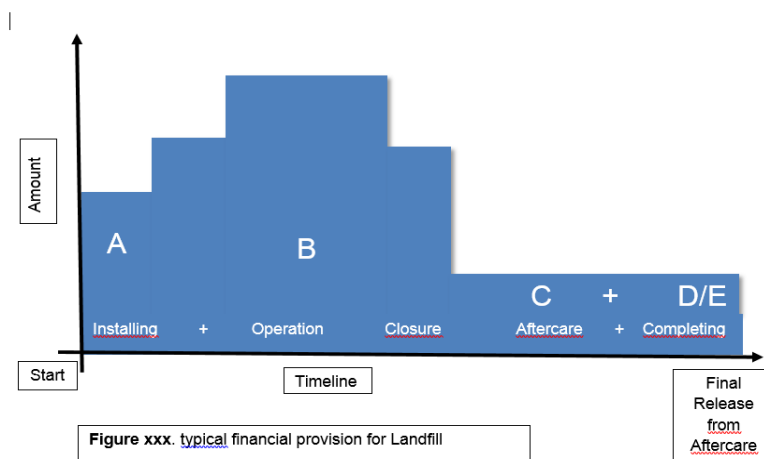 Amount
A
B
C + D/E
Installing + Operation Closure Aftercare + Completing
Start
Timeline
Final
Release
from
Aftercare
Figure xxx. typical financial provision for Landfill